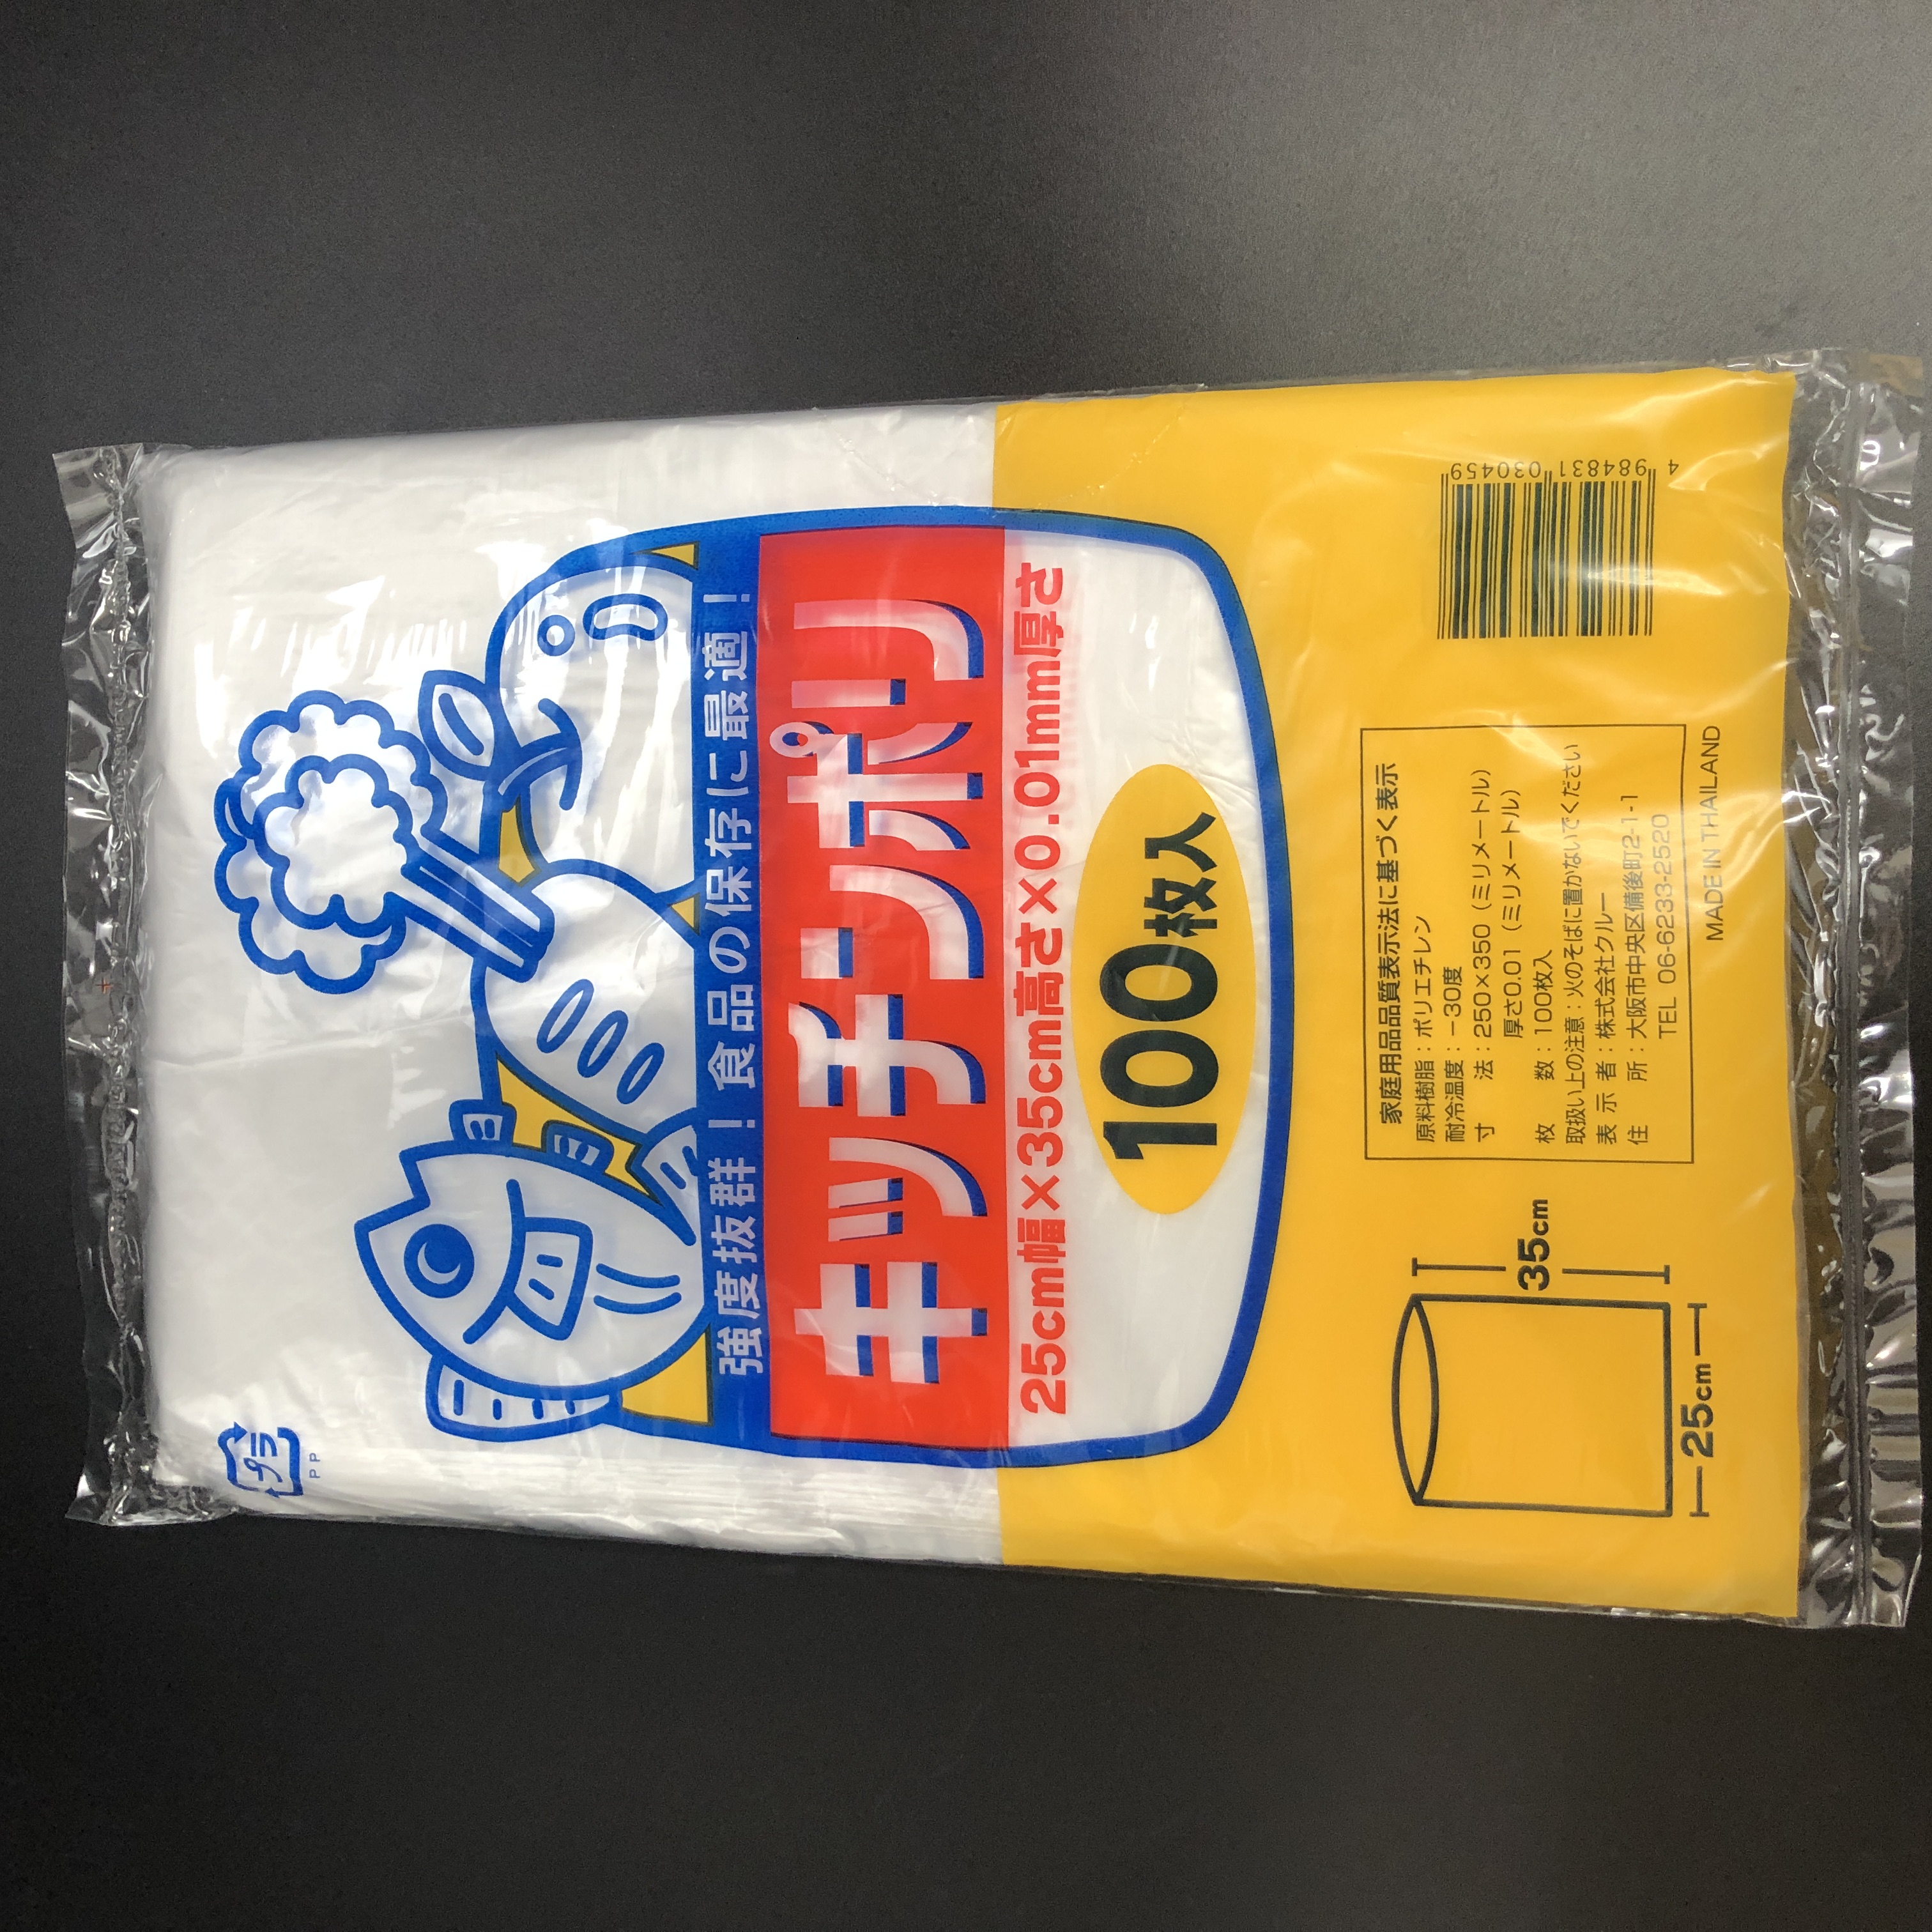 プラ
PP
強度抜群！食品の保存に最適！
キッチンポリ
25cm幅×35cm高さ×0.01mm厚さ
100枚入
35cm
25cm
家庭用品品質表示法に基づく表示
原料樹脂：ポリエチレン
耐冷温度：－30度
寸　　法：250×350（ミリメートル）
厚さ0.01（ミリメートル）
枚　　数：100枚入
取扱い上の注意：火のそばに置かないでください
表 示 者：株式会社クルー
住　　所：大阪市中央区備後町2-1-1
TEL 06-6233-2520
MADE IN THAILAND
4 984831 030459